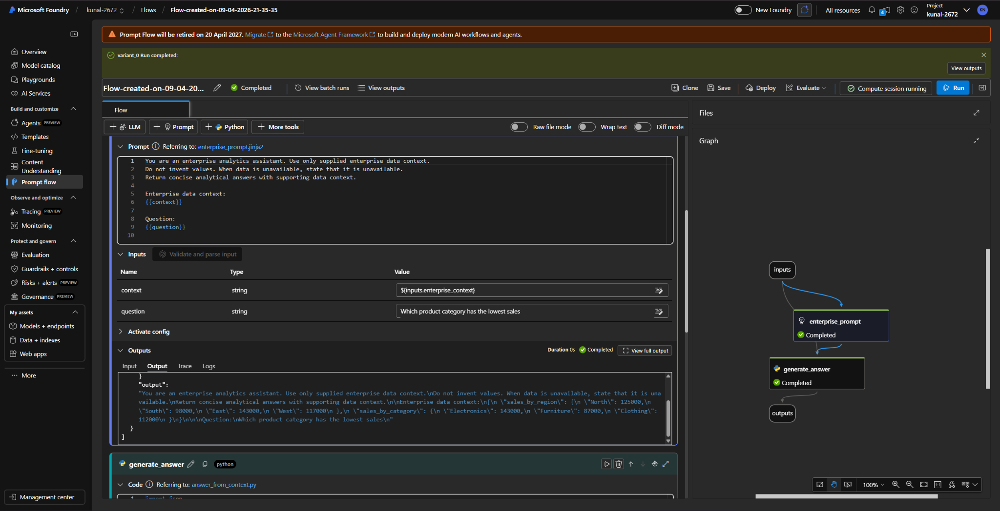 Microsoft Foundry / kunal-2672 / Flows / Flow-created-on-09-04-2026-21-35-35
New Foundry
All resources
4
Project
kunal-2672
KN
Overview
Model catalog
Playgrounds
AI Services
Build and customize
Agents PREVIEW
Templates
Fine-tuning
Content
Understanding
Prompt flow
Observe and optimize
Tracing PREVIEW
Monitoring
Protect and govern
Evaluation
Guardrails + controls
Risks + alerts PREVIEW
Governance PREVIEW
My assets
Models + endpoints
Data + indexes
Web apps
More
Management center
Prompt Flow will be retired on 20 April 2027. Migrate to the Microsoft Agent Framework to build and deploy modern AI workflows and agents.
variant_0 Run completed:
View outputs
Flow-created-on-09-04-20...
Completed
View batch runs
View outputs
Clone
Save
Deploy
Evaluate
Compute session running
Run
Flow
LLM
Prompt
Python
More tools
Raw file mode
Wrap text
Diff mode
Prompt Referring to: enterprise_prompt.jinja2
1 You are an enterprise analytics assistant. Use only supplied enterprise data context.
2 Do not invent values. When data is unavailable, state that it is unavailable.
3 Return concise analytical answers with supporting data context.
4
5 Enterprise data context:
6 {{context}}
7
8 Question:
9 {{question}}
10
Inputs
Validate and parse input
Name Type Value
context string ${inputs.enterprise_context}
question string Which product category has the lowest sales
Activate config
Outputs
Duration 0s Completed
View full output
Input Output Trace Logs
}
"output":
"You are an enterprise analytics assistant. Use only supplied enterprise data context.\nDo not invent values. When data is unavailable, state that it is una
vailable.\nReturn concise analytical answers with supporting data context.\n\nEnterprise data context:\n{\n \"sales_by_region\": {\n \"North\": 125000,\n
\"South\": 98000,\n \"East\": 143000,\n \"West\": 117000\n },\n \"sales_by_category\": {\n \"Electronics\": 143000,\n \"Furniture\": 87000,\n \"Clothing\":
112000\n }\n}\n\n\nQuestion:\nWhich product category has the lowest sales\n"
}
]
generate_answer
python
Code Referring to: answer_from_context.py
1 import json
Files
Graph
inputs
enterprise_prompt
Completed
generate_answer
Completed
outputs
100%
1:1